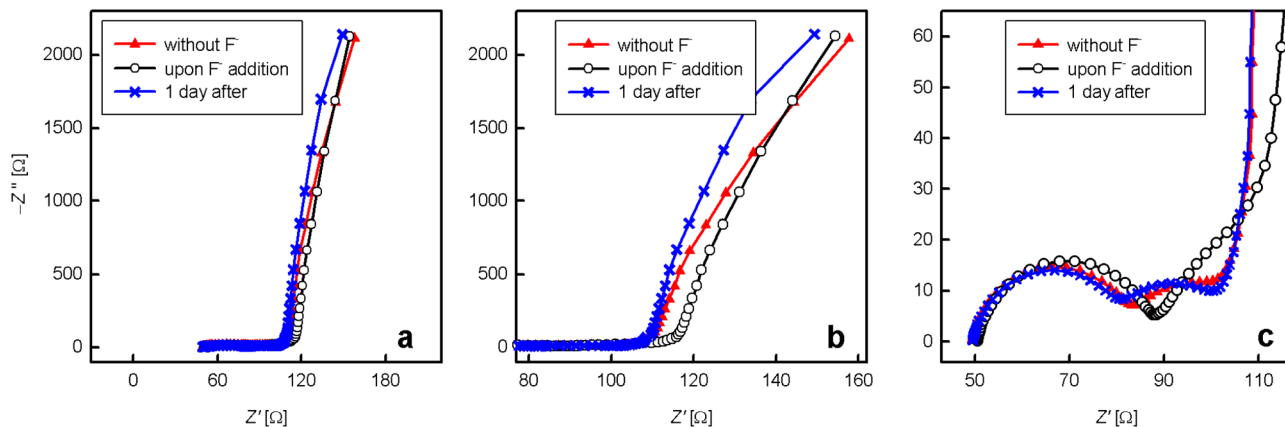 without F⁻
upon F⁻ addition
1 day after
2000
1500
1000
500
0
−Z" [Ω]
0
60
120
180
Z' [Ω]
a
without F⁻
upon F⁻ addition
1 day after
2000
1500
1000
500
0
80
100
120
140
160
Z' [Ω]
b
without F⁻
upon F⁻ addition
1 day after
60
50
40
30
20
10
0
50
70
90
110
Z' [Ω]
c